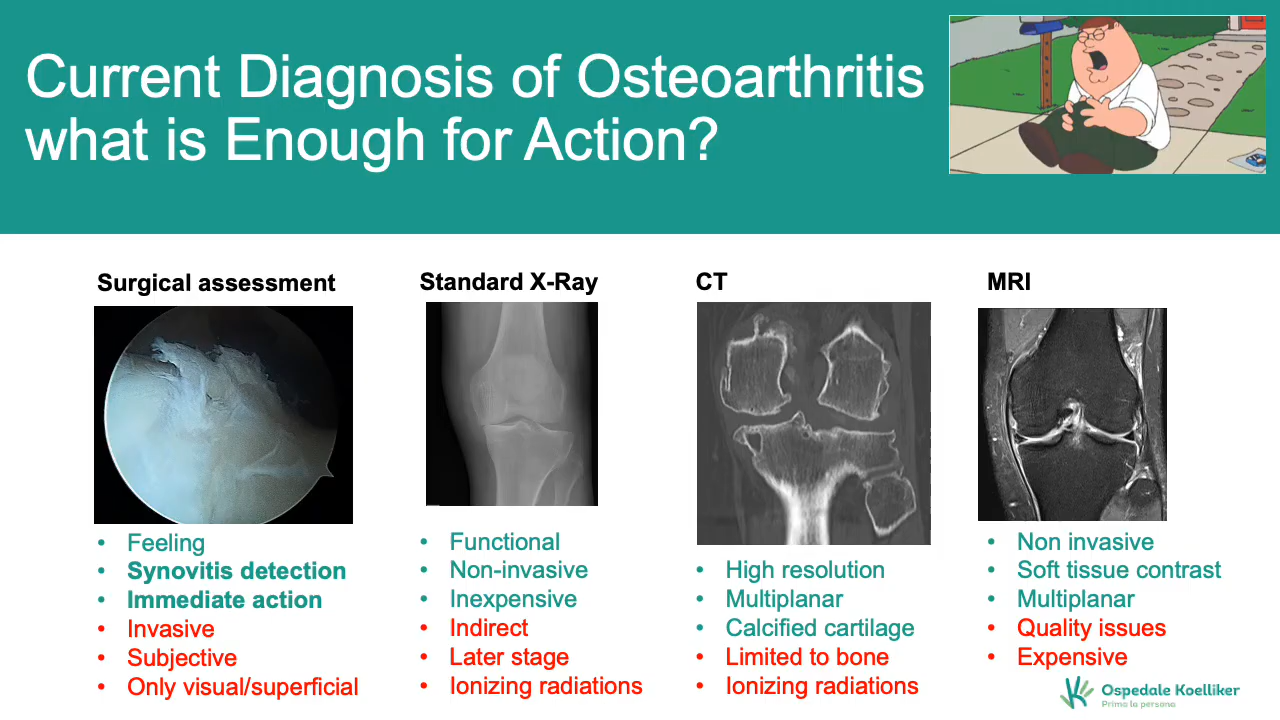 Current Diagnosis of Osteoarthritis
what is Enough for Action?
Surgical assessment
• Feeling
• Synovitis detection
• Immediate action
• Invasive
• Subjective
• Only visual/superficial
Standard X-Ray
• Functional
• Non-invasive
• Inexpensive
• Indirect
• Later stage
• Ionizing radiations
CT
• High resolution
• Multiplanar
• Calcified cartilage
• Limited to bone
• Ionizing radiations
MRI
• Non invasive
• Soft tissue contrast
• Multiplanar
• Quality issues
• Expensive
Ospedale Koelliker
Prima la persona